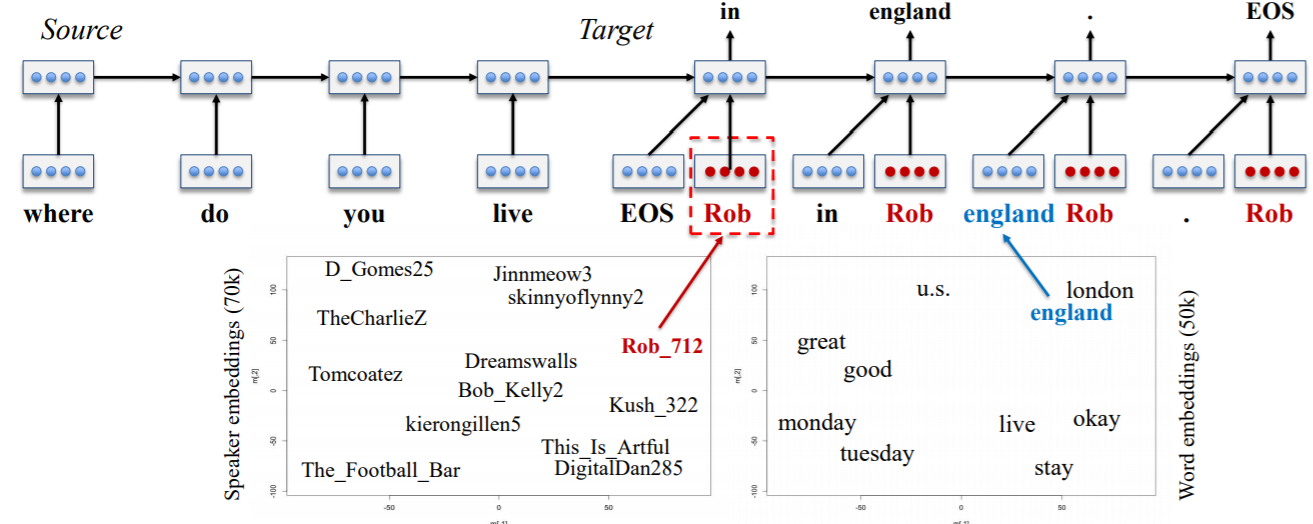 in england . EOS
Source Target
where do you live EOS Rob in Rob england Rob . Rob
Speaker embeddings (70k)
D_Gomes25
Jinnmeow3
skinnyoflynny2
TheCharlieZ
Rob_712
Dreamswalls
Tomcoatez
Bob_Kelly2
Kush_322
kierongillen5
This_Is_Artful
The_Football_Bar
DigitalDan285
100
50
0
-50
-100
-50 0 50
u.s.
london
england
great
good
monday
live
okay
tuesday
stay
100
50
0
-50
-100
-50 0 50
Word embeddings (50k)